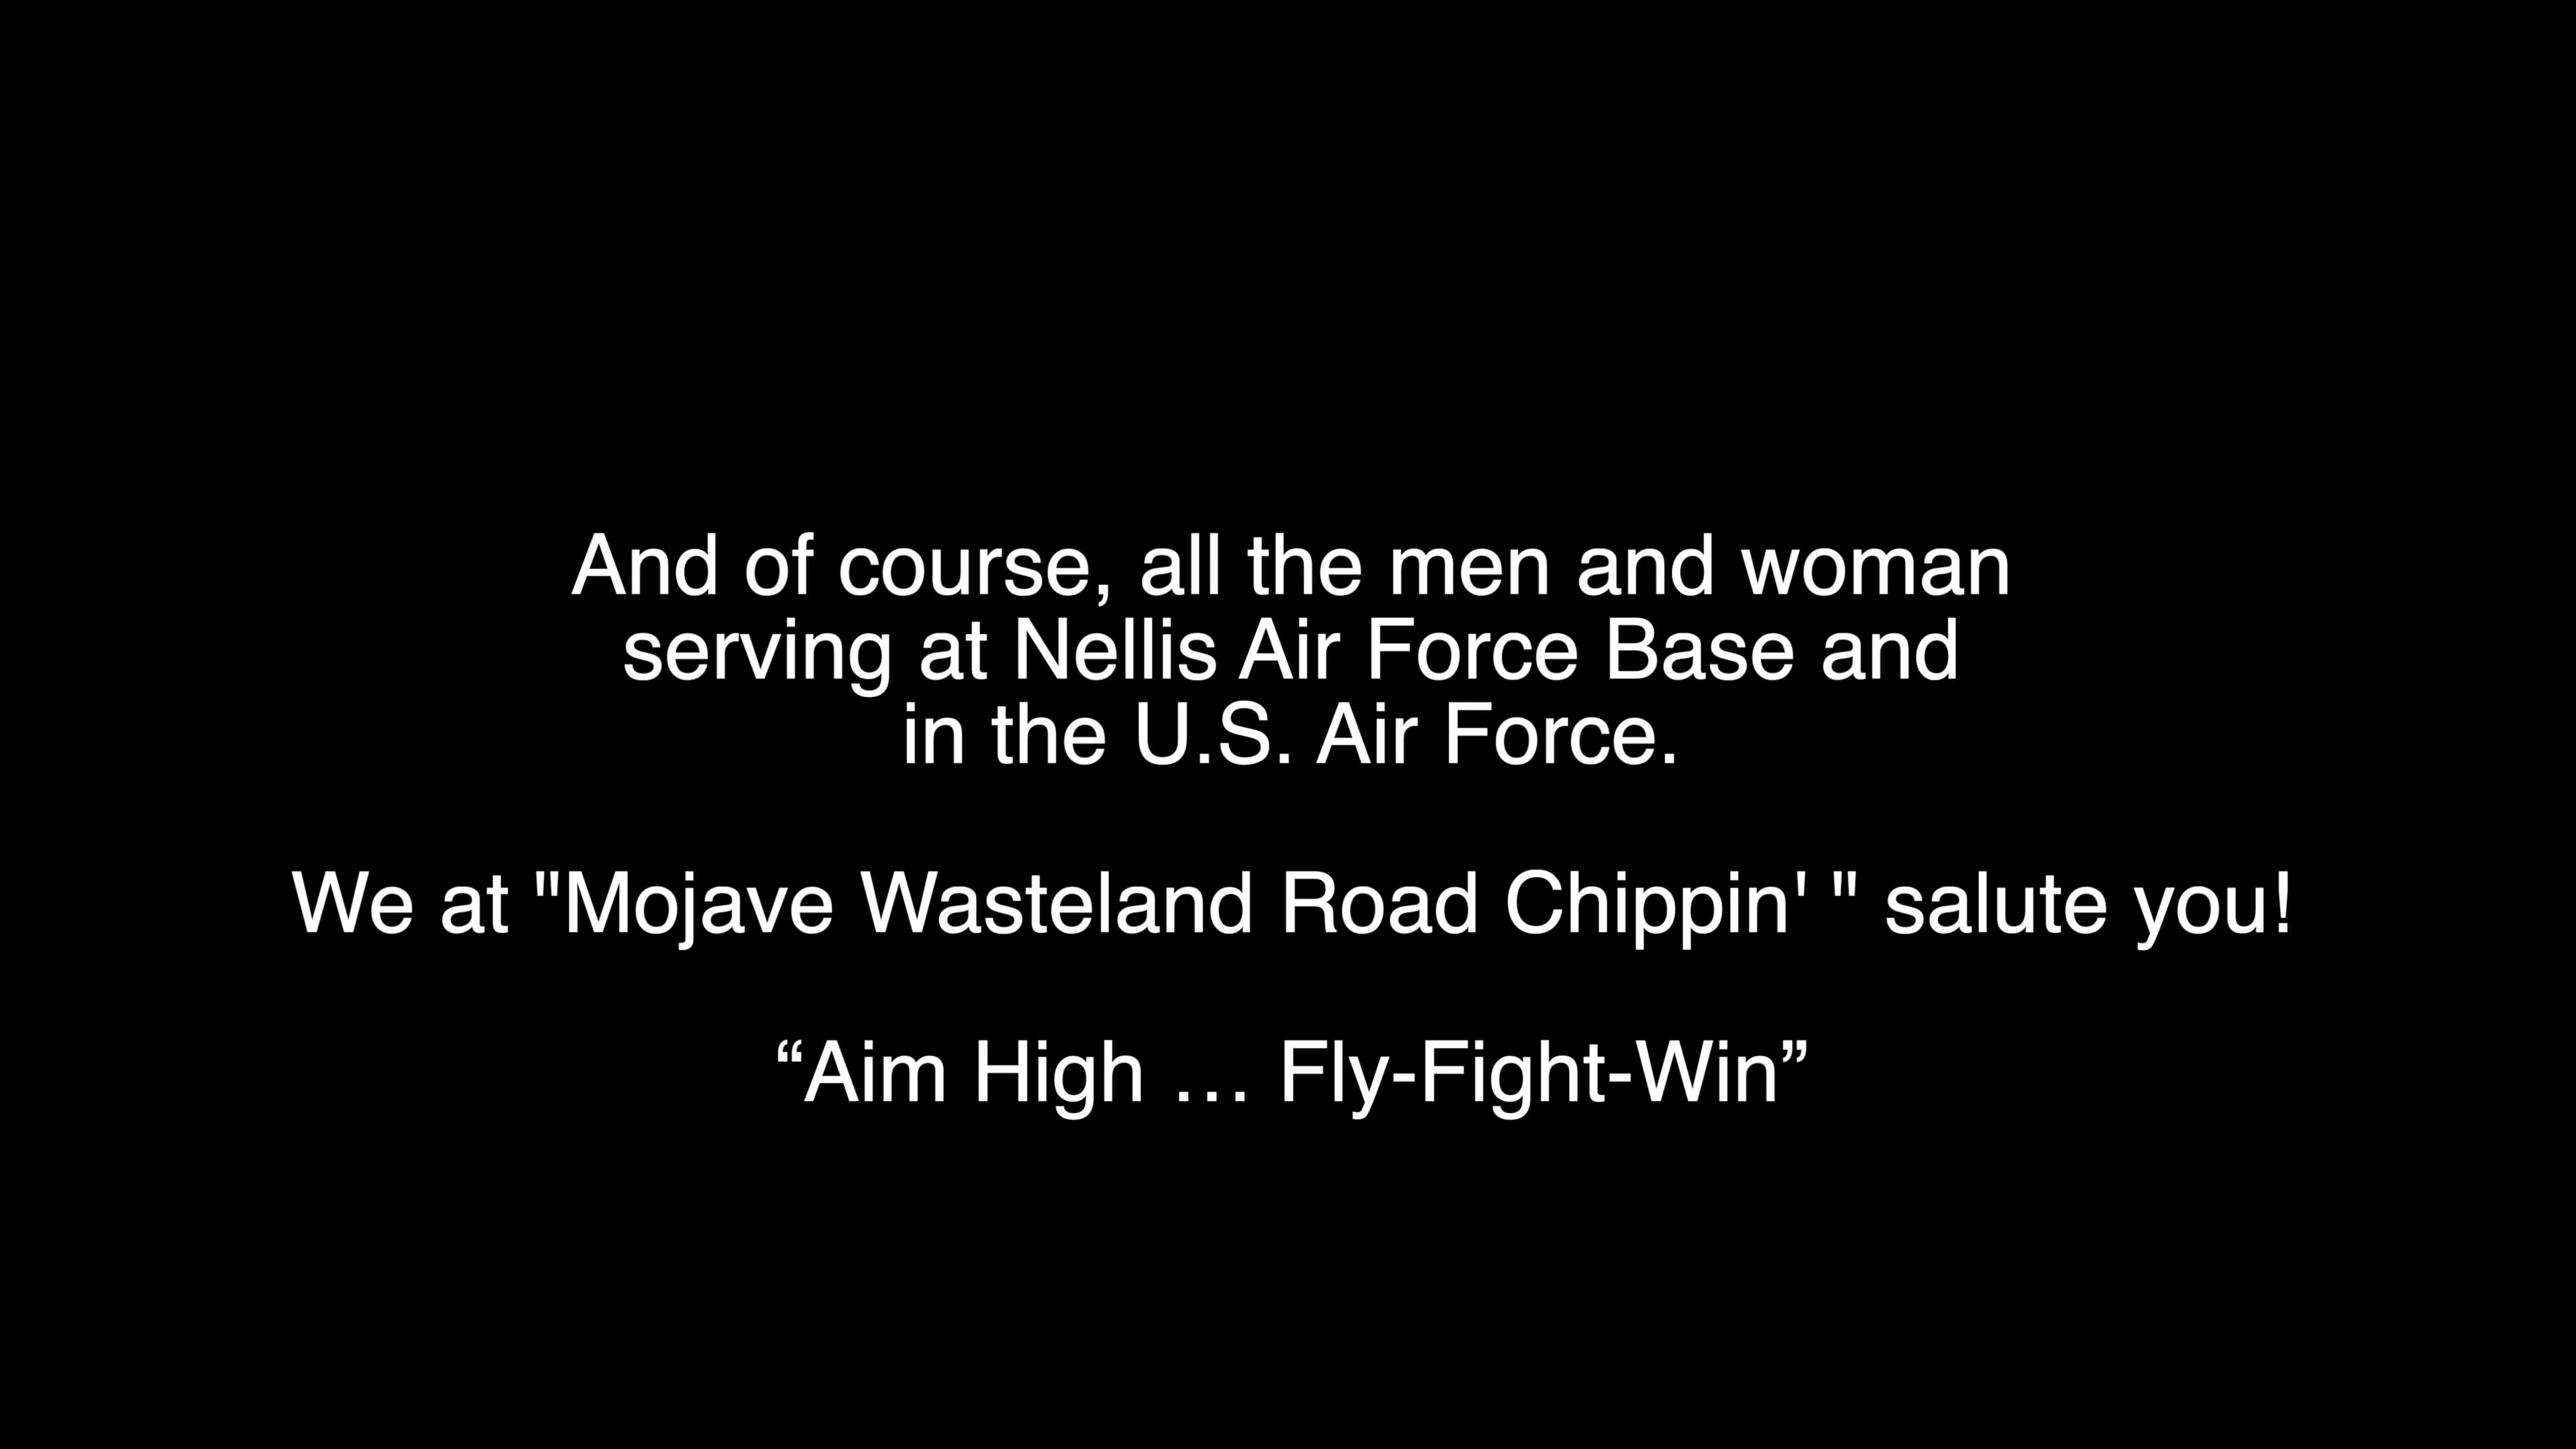 And of course, all the men and woman
serving at Nellis Air Force Base and
in the U.S. Air Force.
We at "Mojave Wasteland Road Chippin' " salute you!
“Aim High … Fly-Fight-Win”